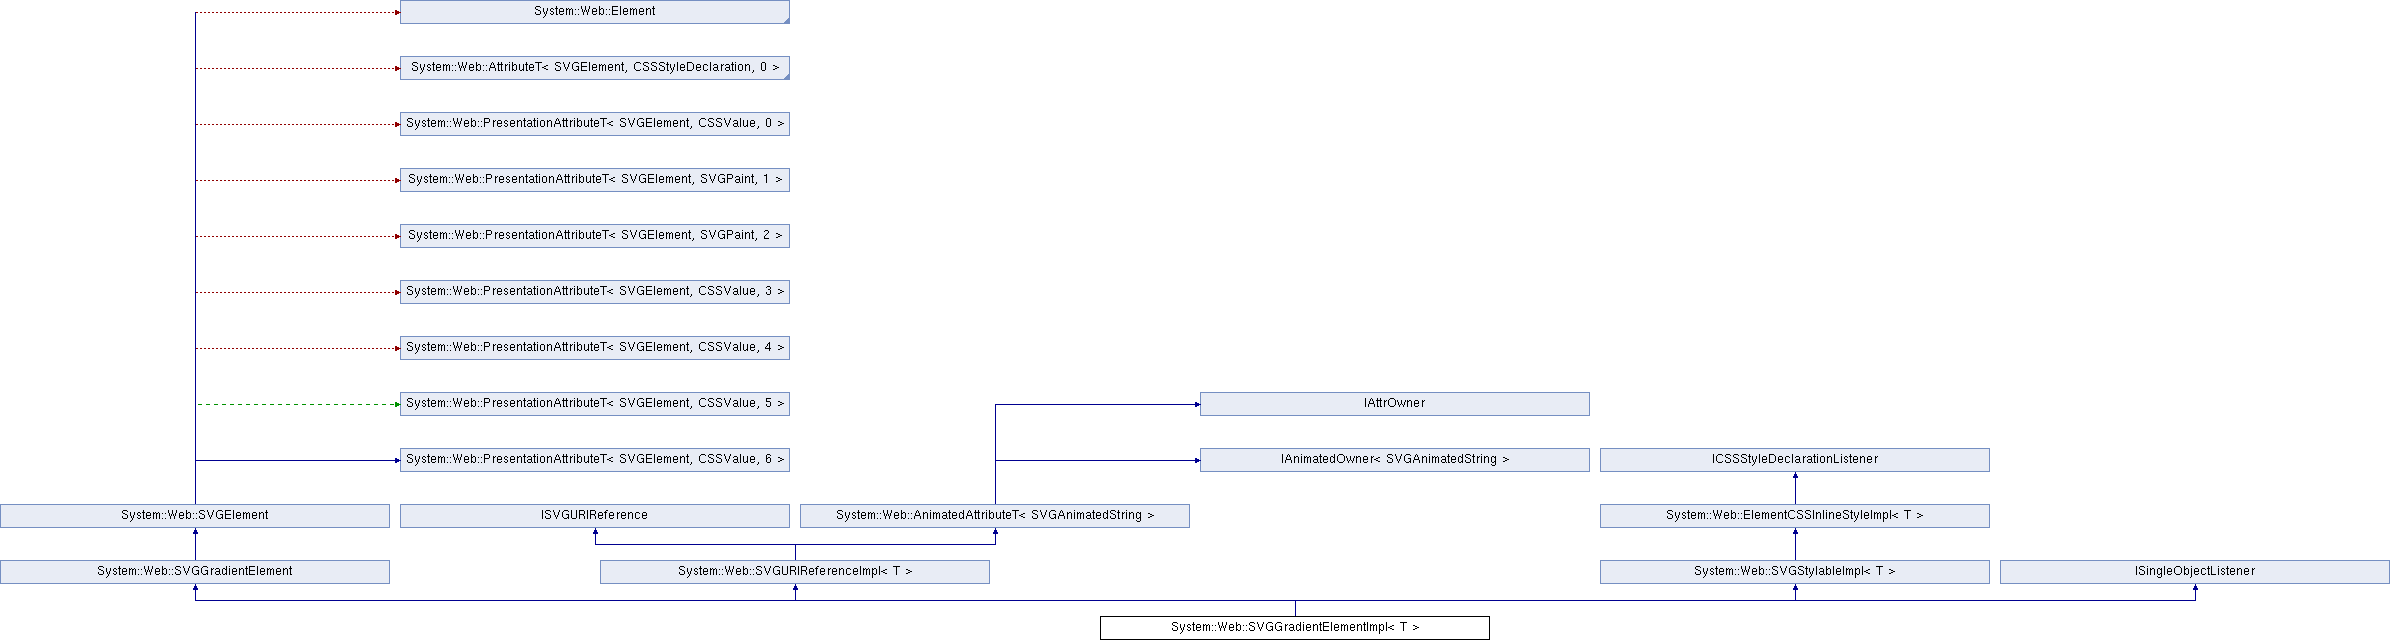 System::Web::Element
System::Web::AttributeT< SVGElement, CSSStyleDeclaration, 0 >
System::Web::PresentationAttributeT< SVGElement, CSSValue, 0 >
System::Web::PresentationAttributeT< SVGElement, SVGPaint, 1 >
System::Web::PresentationAttributeT< SVGElement, SVGPaint, 2 >
System::Web::PresentationAttributeT< SVGElement, CSSValue, 3 >
System::Web::PresentationAttributeT< SVGElement, CSSValue, 4 >
System::Web::PresentationAttributeT< SVGElement, CSSValue, 5 >
IAttrOwner
System::Web::PresentationAttributeT< SVGElement, CSSValue, 6 >
IAnimatedOwner< SVGAnimatedString >
ICSSStyleDeclarationListener
System::Web::SVGElement
ISVGURIReference
System::Web::AnimatedAttributeT< SVGAnimatedString >
System::Web::ElementCSSInlineStyleImpl< T >
System::Web::SVGGradientElement
System::Web::SVGURIReferenceImpl< T >
System::Web::SVGStylableImpl< T >
ISingleObjectListener
System::Web::SVGGradientElementImpl< T >